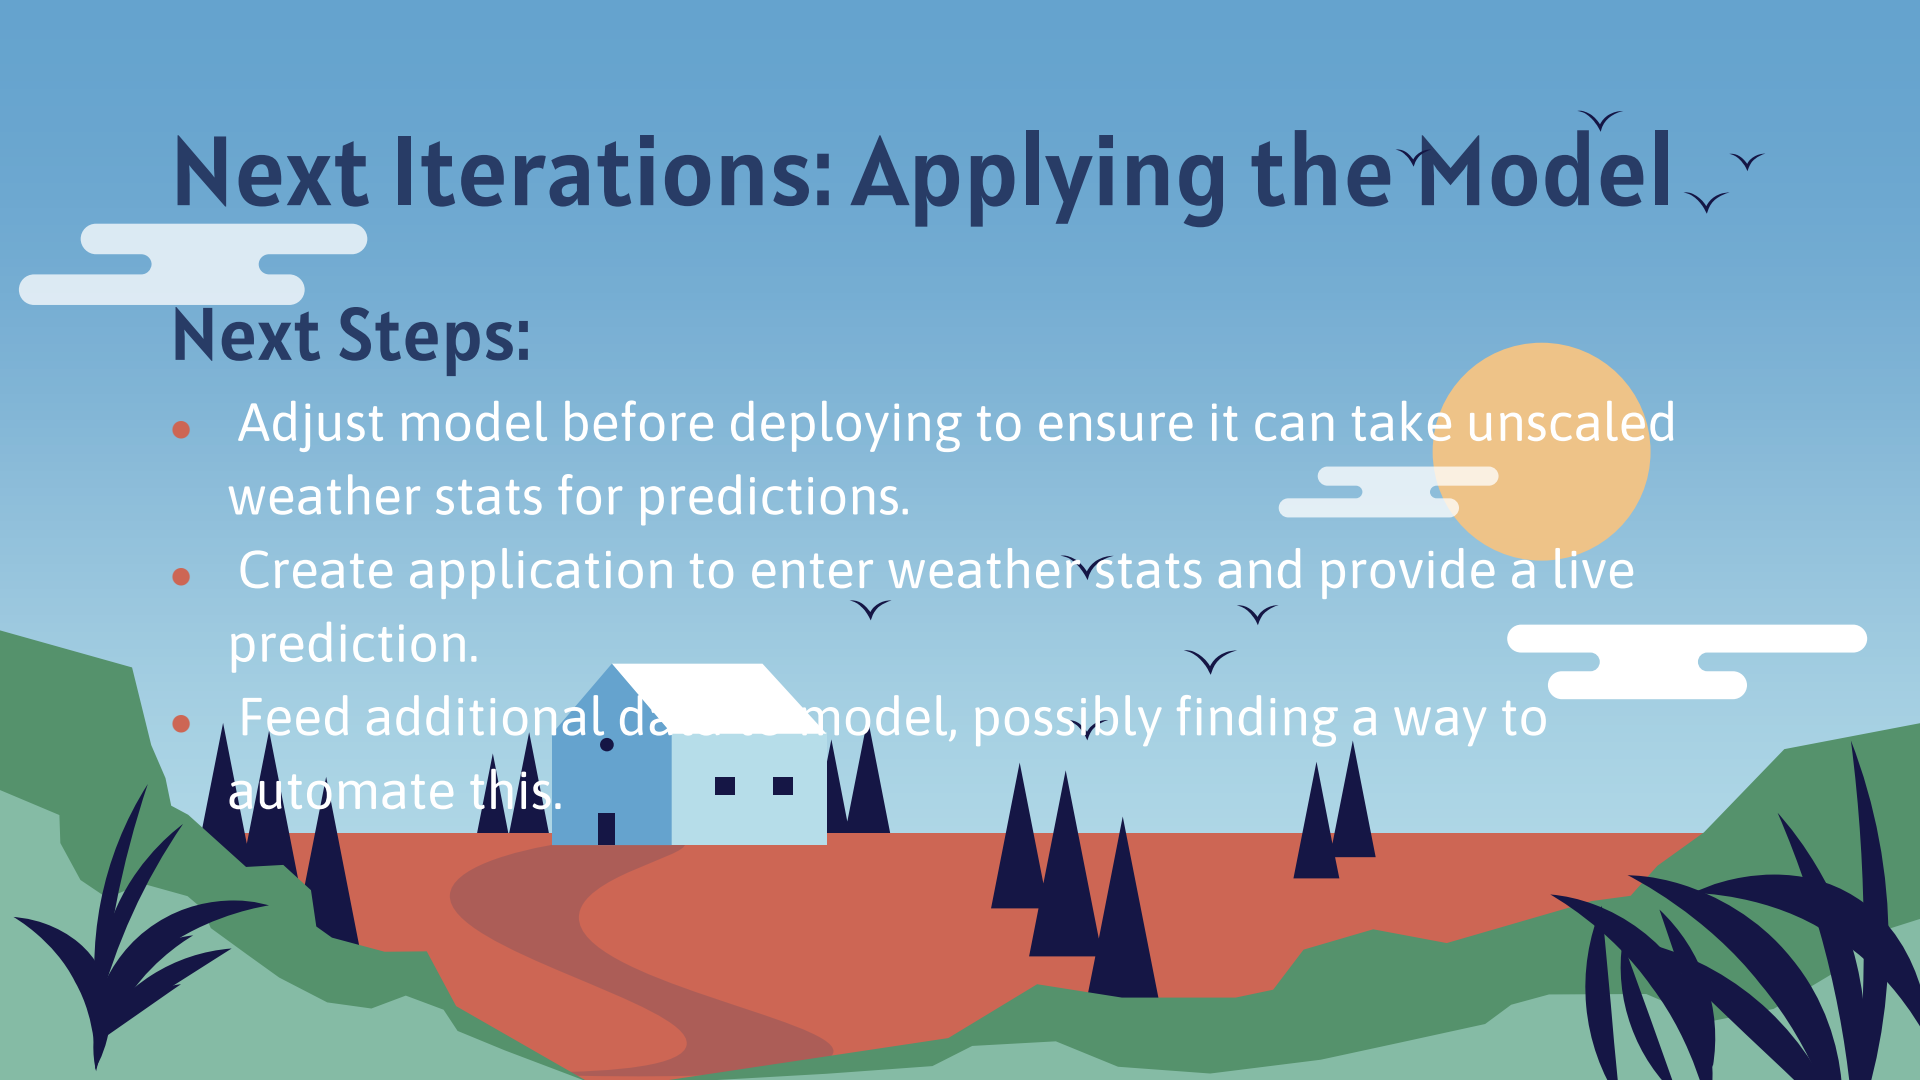 Next Iterations: Applying the Model
Next Steps:
Adjust model before deploying to ensure it can take unscaled
weather stats for predictions.
Create application to enter weather stats and provide a live
prediction.
Feed additional data to model, possibly finding a way to
automate this.